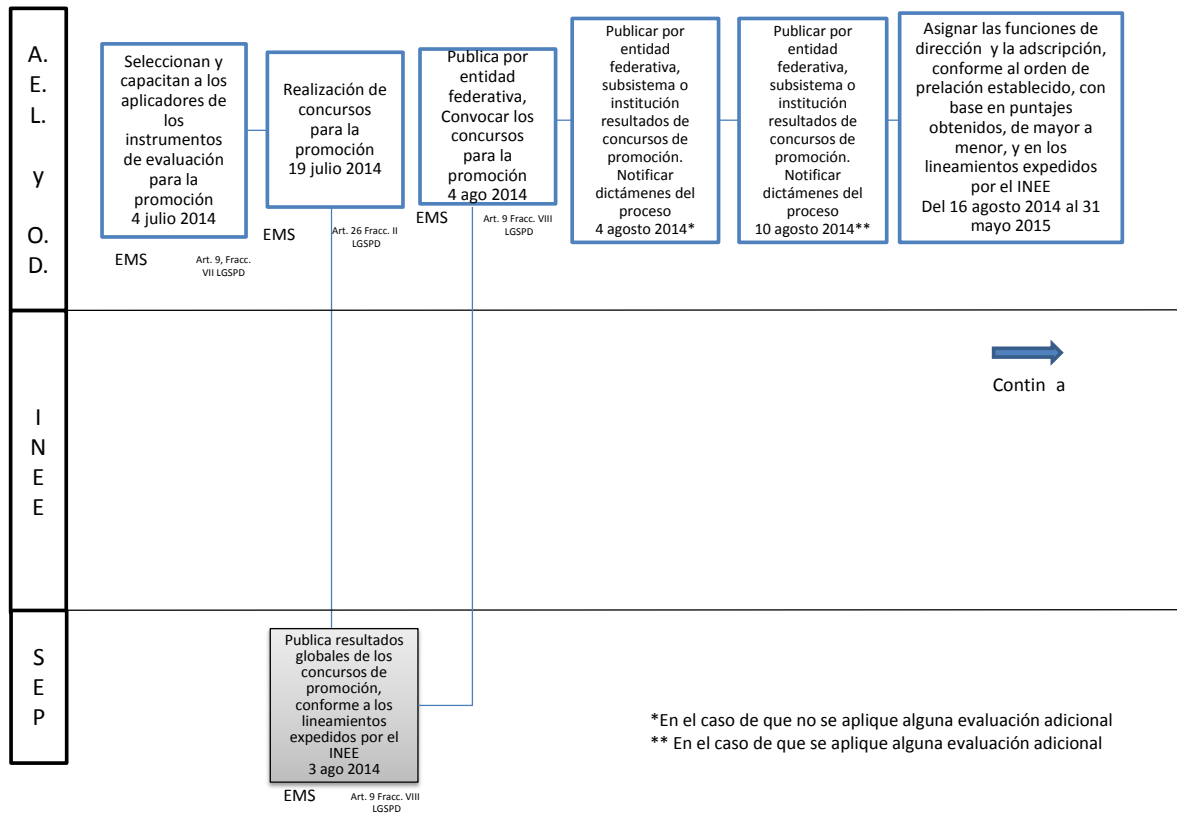 A.
E.
L.
y
O.
D.
Seleccionan y
capacitan a los
aplicadores de
los
instrumentos
de evaluación
para la
promoción
4 julio 2014
EMS
Art. 9, Fracc.
VII LGSPD
Realización de
concursos
para la
promoción
19 julio 2014
EMS
Art. 26 Fracc. II
LGSPD
Publica por
entidad
federativa,
Convocar los
concursos para
la promoción
4 ago 2014
EMS
Art. 9 Fracc. VIII
LGSPD
Publicar por
entidad
federativa,
subsistema o
institución
resultados de
concursos de
promoción.
Notificar
dictámenes del
proceso
4 agosto 2014*
Publicar por
entidad
federativa,
subsistema o
institución
resultados de
concursos de
promoción.
Notificar
dictámenes del
proceso
10 agosto 2014**
Asignar las funciones de
dirección y la adscripción,
conforme al orden de
prelación establecido, con
base en puntajes
obtenidos, de mayor a
menor, y en los
lineamientos expedidos
por el INEE
Del 16 agosto 2014 al 31
mayo 2015
I
N
E
E
Contin a
S
E
P
Publica resultados
globales de los
concursos de
promoción,
conforme a los
lineamientos
expedidos por el
INEE
3 ago 2014
EMS
Art. 9 Fracc. VIII
LGSPD
*En el caso de que no se aplique alguna evaluación adicional
** En el caso de que se aplique alguna evaluación adicional